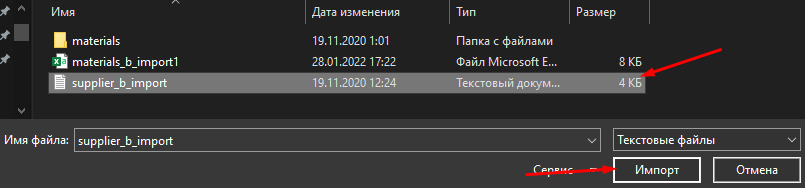 Имя Дата изменения Тип Размер
materials 19.11.2020 1:01 Папка с файлами
materials_b_import1 28.01.2022 17:22 Файл Microsoft E... 8 КБ
supplier_b_import 19.11.2020 12:24 Текстовый докум... 4 КБ
Имя файла: supplier_b_import Текстовые файлы
Сервис Импорт Отмена